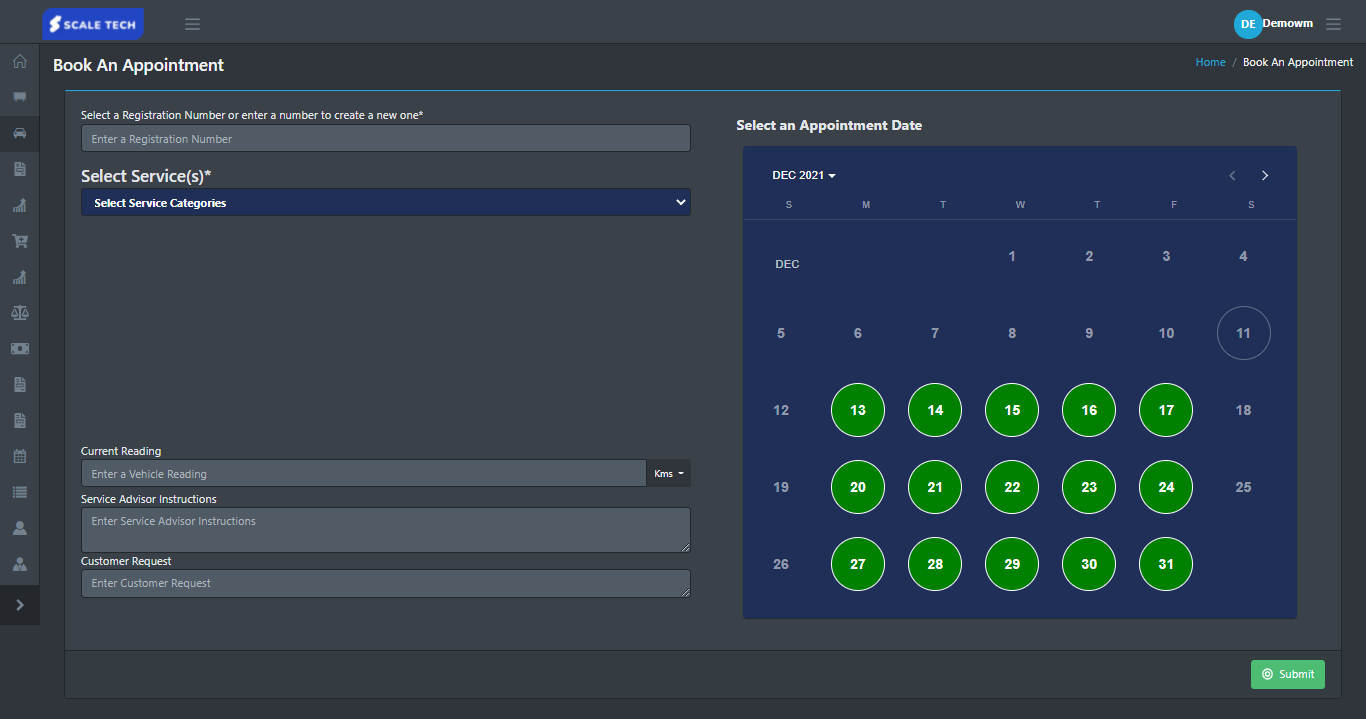 SCALE TECH
DE Demowm
Book An Appointment
Home / Book An Appointment
Select a Registration Number or enter a number to create a new one*
Enter a Registration Number
Select Service(s)*
Select Service Categories
Current Reading
Enter a Vehicle Reading
Kms
Service Advisor Instructions
Enter Service Advisor Instructions
Customer Request
Enter Customer Request
Select an Appointment Date
DEC 2021
S M T W T F S
DEC 1 2 3 4
5 6 7 8 9 10 11
12 13 14 15 16 17 18
19 20 21 22 23 24 25
26 27 28 29 30 31
Submit